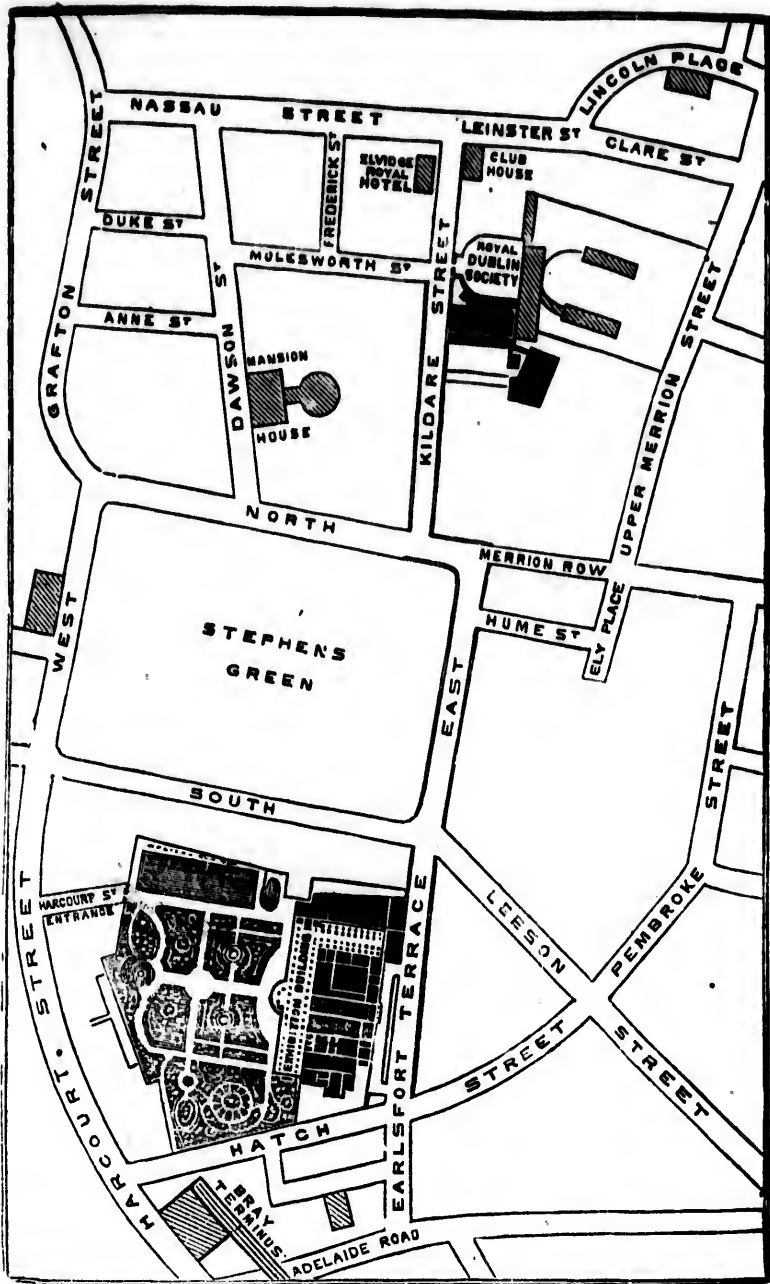 LINCOLN PLACE
NASSAU STREET
LEINSTER ST
CLARE ST
GRAFTON STREET
FREDERICK ST
ELVIDGE
ROYAL
HOTEL
CLUB
HOUSE
DUKE ST
MOLESWORTH ST
ROYAL
DUBLIN
SOCIETY
ANNE ST
DAWSON ST
MANSION
HOUSE
KILDARE STREET
UPPER MERRION STREET
NORTH
MERRION ROW
HUME ST
ELY PLACE
WEST
STEPHENS
GREEN
EAST
SOUTH
PEMBROKE STREET
LEESON STREET
HARCOURT ST
ENTRANCE
EXHIBITION BUILDING
EARLSFORT TERRACE
HARCOURT. STREET
HATCH STREET
BRAY
TERMINUS.
ADELAIDE ROAD